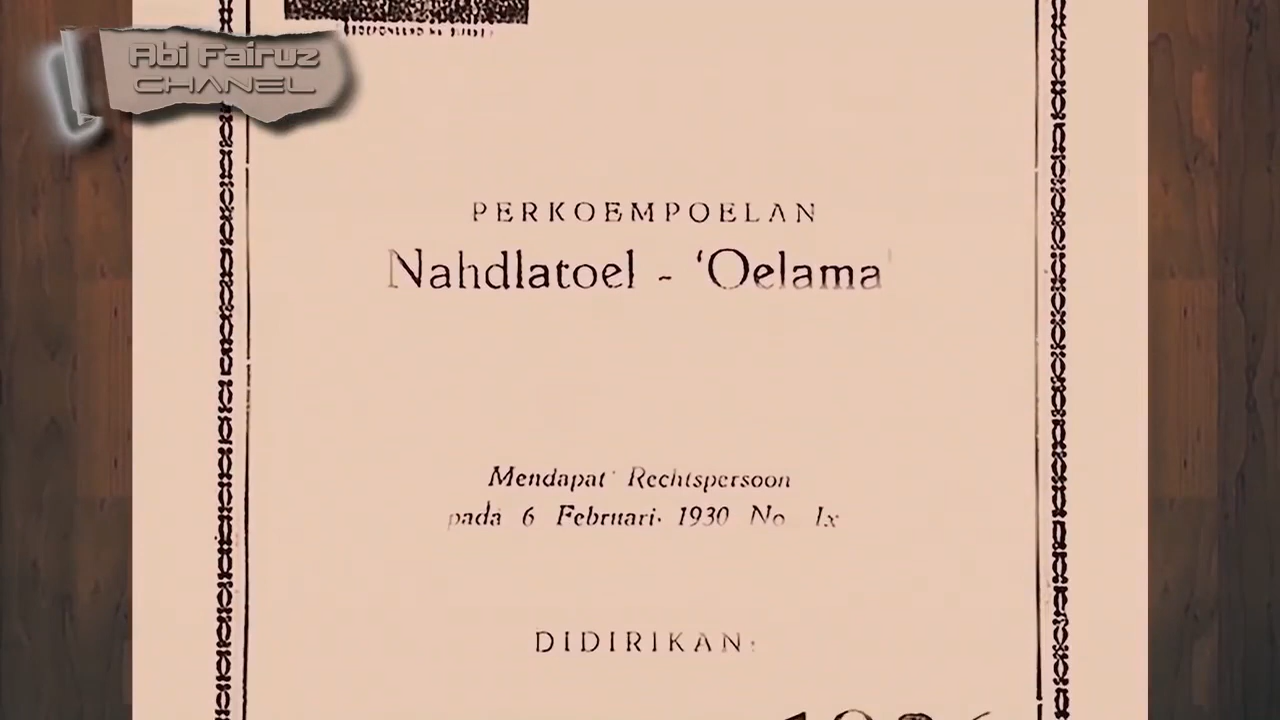 Abi Fairuz
CHANEL
PERKOEMPOELAN
Nahdlatoel - 'Oelama'
Mendapat Rechtspersoon
pada 6 Februari 1930 No Ix
DIDIRIKAN: